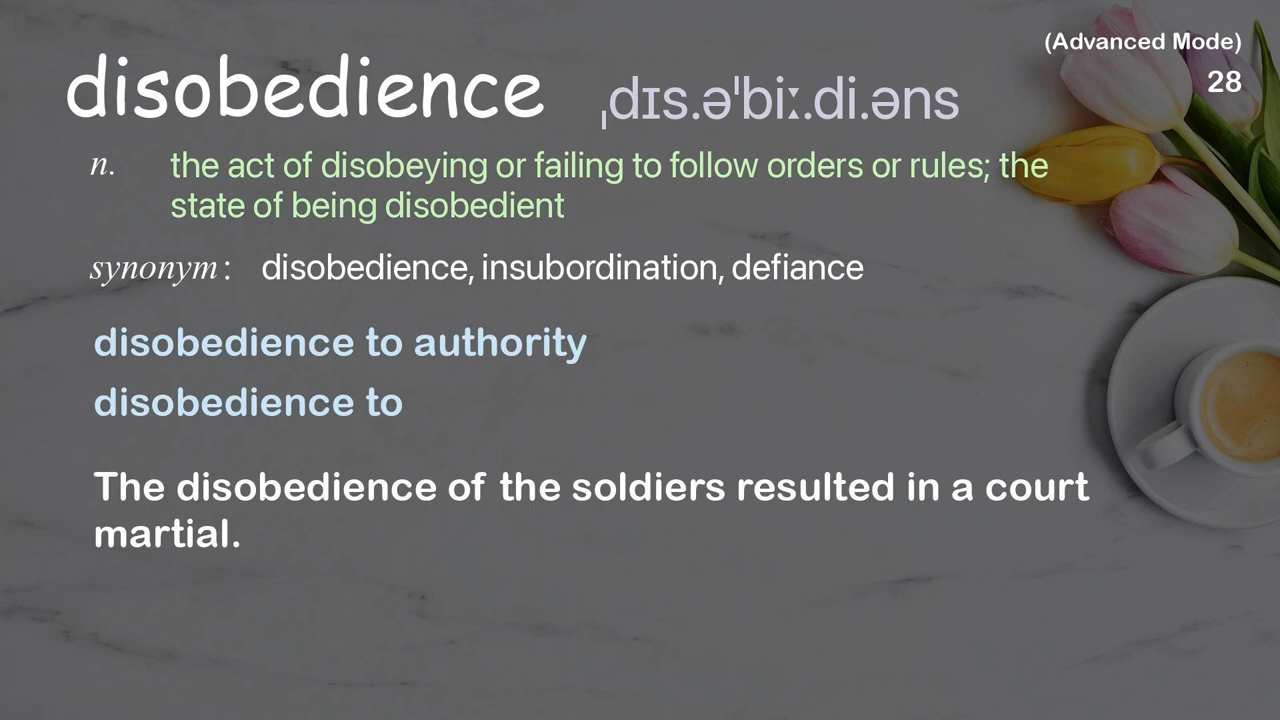 (Advanced Mode)
28
disobedience ˌdɪs.əˈbiː.di.əns
n. the act of disobeying or failing to follow orders or rules; the
state of being disobedient
synonym: disobedience, insubordination, defiance
disobedience to authority
disobedience to
The disobedience of the soldiers resulted in a court
martial.